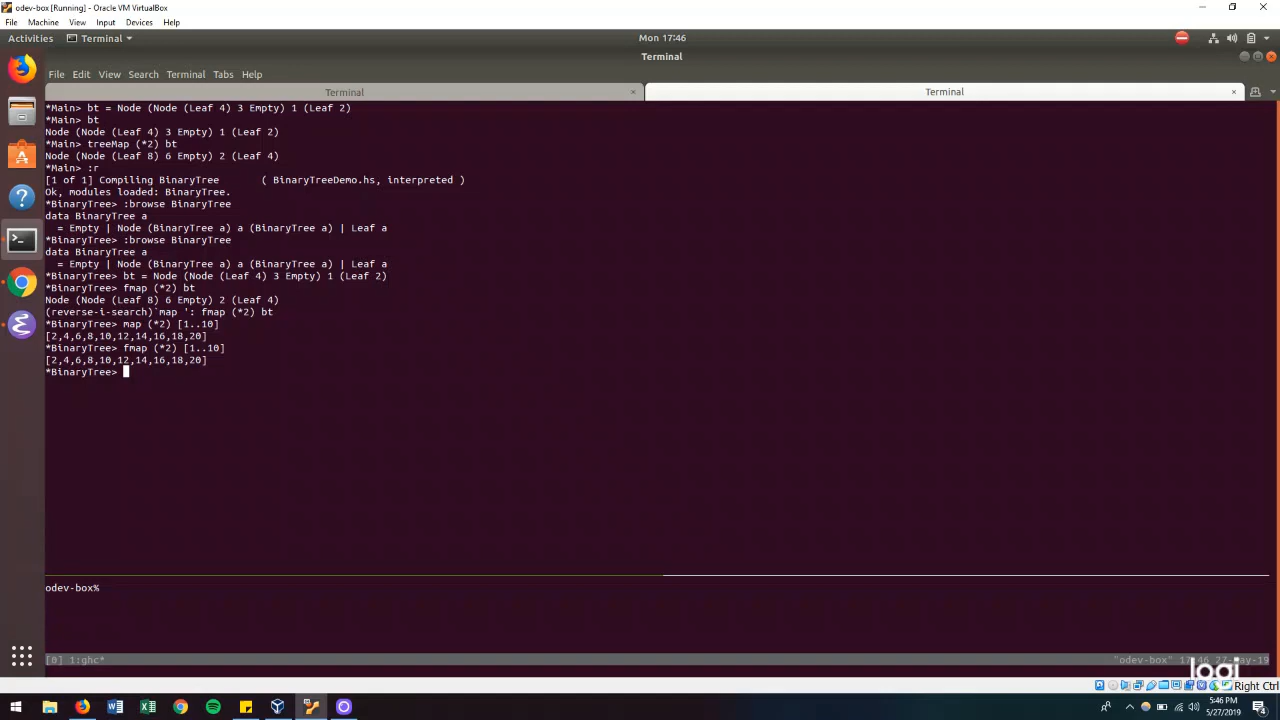 odev-box [Running] - Oracle VM VirtualBox
File Machine View Input Devices Help
Activities Terminal Mon 17:46
Terminal
File Edit View Search Terminal Tabs Help
Terminal × Terminal ×
*Main> bt = Node (Node (Leaf 4) 3 Empty) 1 (Leaf 2)
*Main> bt
Node (Node (Leaf 4) 3 Empty) 1 (Leaf 2)
*Main> treeMap (*2) bt
Node (Node (Leaf 8) 6 Empty) 2 (Leaf 4)
*Main> :r
[1 of 1] Compiling BinaryTree       ( BinaryTreeDemo.hs, interpreted )
Ok, modules loaded: BinaryTree.
*BinaryTree> :browse BinaryTree
data BinaryTree a
  = Empty | Node (BinaryTree a) a (BinaryTree a) | Leaf a
*BinaryTree> :browse BinaryTree
data BinaryTree a
  = Empty | Node (BinaryTree a) a (BinaryTree a) | Leaf a
*BinaryTree> bt = Node (Node (Leaf 4) 3 Empty) 1 (Leaf 2)
*BinaryTree> fmap (*2) bt
Node (Node (Leaf 8) 6 Empty) 2 (Leaf 4)
(reverse-i-search)`map ': fmap (*2) bt
*BinaryTree> map (*2) [1..10]
[2,4,6,8,10,12,14,16,18,20]
*BinaryTree> fmap (*2) [1..10]
[2,4,6,8,10,12,14,16,18,20]
*BinaryTree>
odev-box%
[0] 1:ghc* "odev-box" 17:46 27-May-19
logi
Right Ctrl
5:46 PM
5/27/2019
4